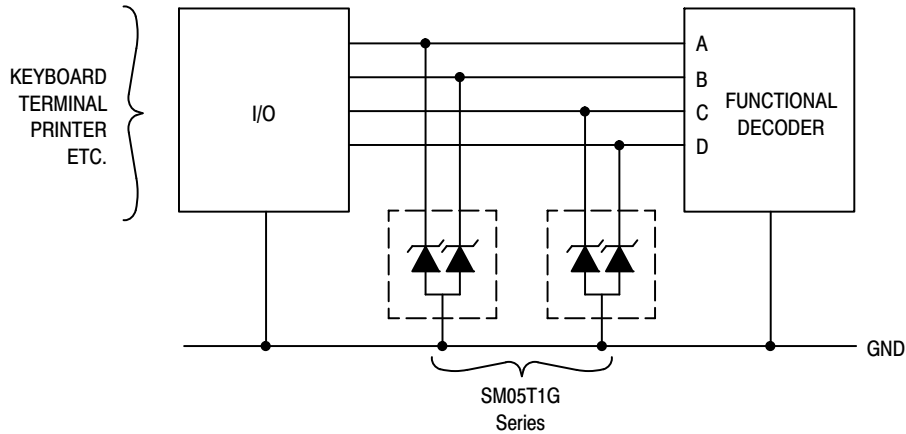 KEYBOARD
TERMINAL
PRINTER
ETC.
I/O
A
B
C
D
FUNCTIONAL
DECODER
GND
SM05T1G
Series